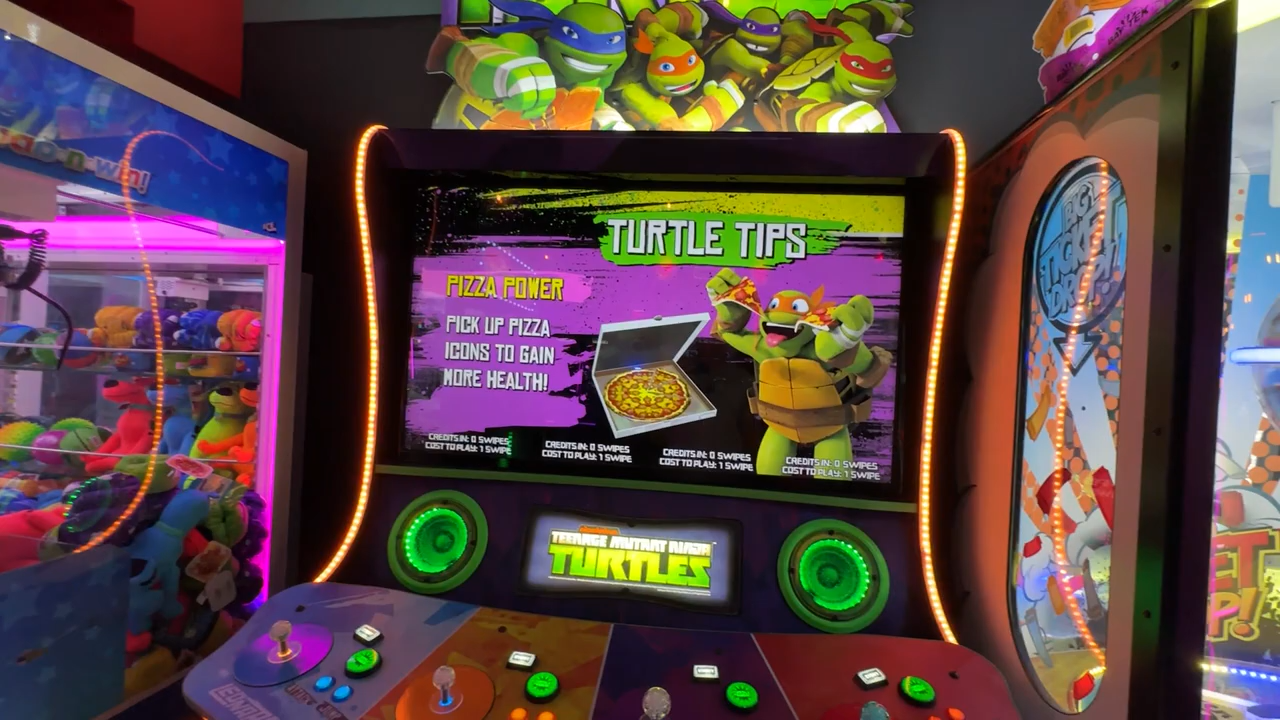 TURTLE TIPS
PIZZA POWER
PICK UP PIZZA
ICONS TO GAIN
MORE HEALTH!
CREDITS IN: 0 SWIPES
COST TO PLAY: 1 SWIPE
CREDITS IN: 0 SWIPES
COST TO PLAY: 1 SWIPE
CREDITS IN: 0 SWIPES
COST TO PLAY: 1 SWIPE
CREDITS IN: 0 SWIPES
COST TO PLAY: 1 SWIPE
TEENAGE MUTANT NINJA
TURTLES
BIG
TICKET
DROP!